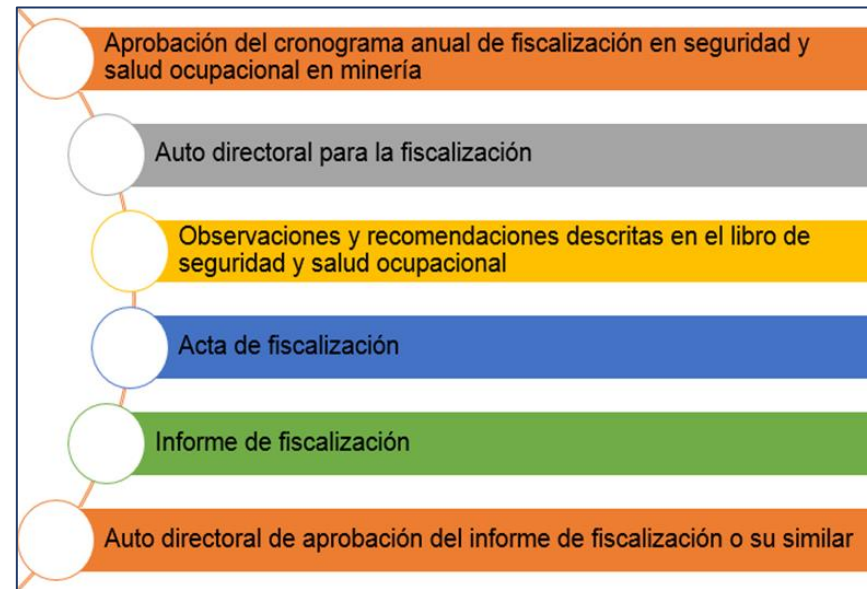 Aprobación del cronograma anual de fiscalización en seguridad y
salud ocupacional en minería
Auto directoral para la fiscalización
Observaciones y recomendaciones descritas en el libro de
seguridad y salud ocupacional
Acta de fiscalización
Informe de fiscalización
Auto directoral de aprobación del informe de fiscalización o su similar